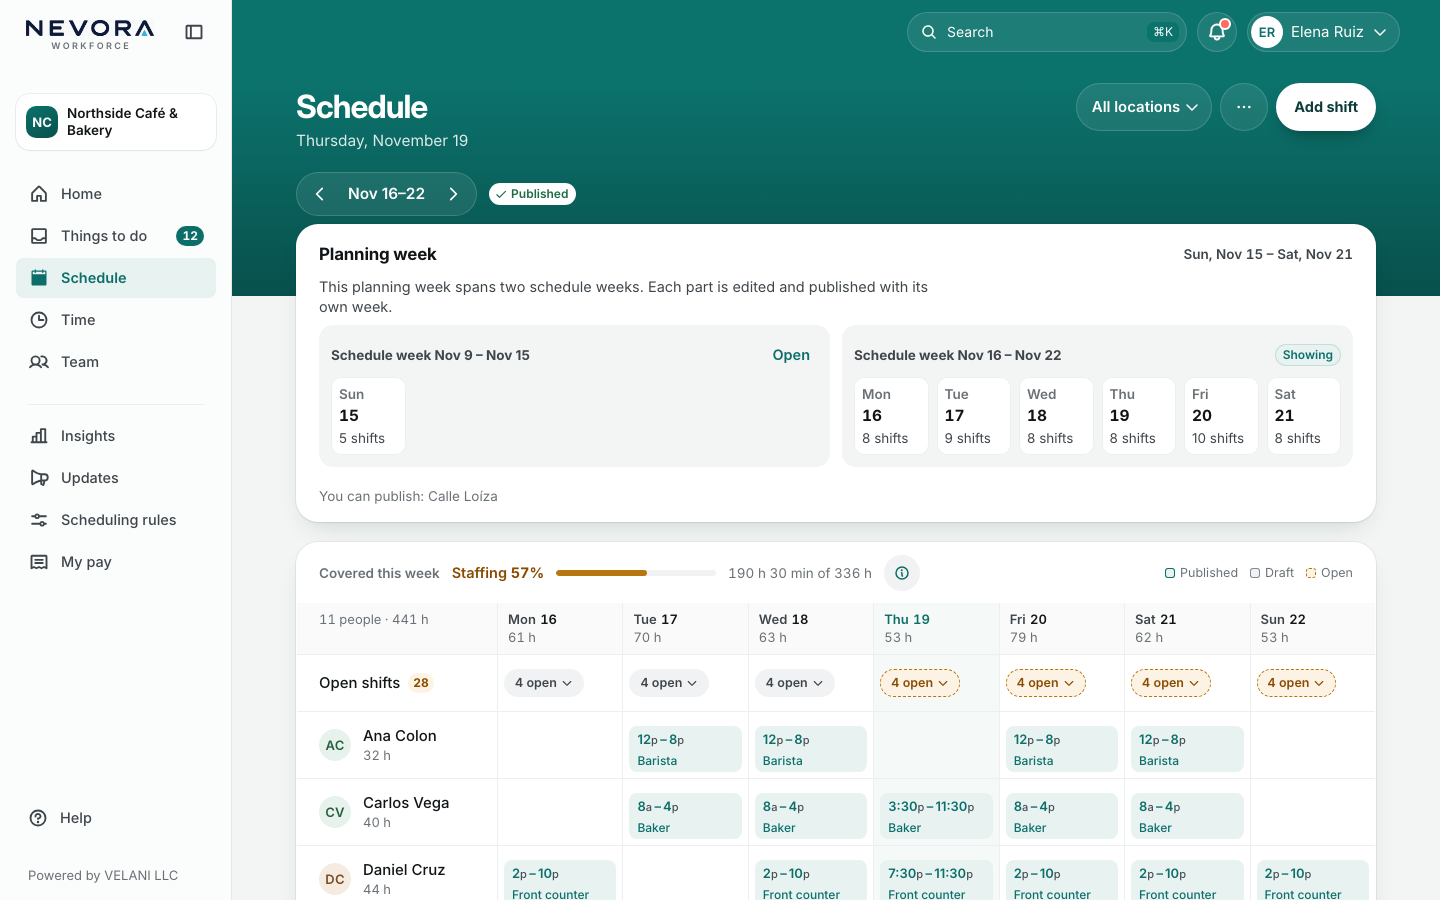 NEVORA
WORKFORCE
Search
⌘K
ER
Elena Ruiz
NC
Northside Café &
Bakery
Home
Things to do
12
Schedule
Time
Team
Insights
Updates
Scheduling rules
My pay
Help
Powered by VELANI LLC
Schedule
Thursday, November 19
All locations
Add shift
Nov 16–22
Published
Planning week
Sun, Nov 15 – Sat, Nov 21
This planning week spans two schedule weeks. Each part is edited and published with its
own week.
Schedule week Nov 9 – Nov 15
Open
Sun
15
5 shifts
Schedule week Nov 16 – Nov 22
Showing
Mon
16
8 shifts
Tue
17
9 shifts
Wed
18
8 shifts
Thu
19
8 shifts
Fri
20
10 shifts
Sat
21
8 shifts
You can publish: Calle Loíza
Covered this week
Staffing 57%
190 h 30 min of 336 h
Published
Draft
Open
11 people · 441 h
Mon 16
61 h
Tue 17
70 h
Wed 18
63 h
Thu 19
53 h
Fri 20
79 h
Sat 21
62 h
Sun 22
53 h
Open shifts 28
4 open
4 open
4 open
4 open
4 open
4 open
4 open
AC
Ana Colon
32 h
12p–8p
Barista
12p–8p
Barista
12p–8p
Barista
12p–8p
Barista
CV
Carlos Vega
40 h
8a–4p
Baker
8a–4p
Baker
3:30p–11:30p
Baker
8a–4p
Baker
8a–4p
Baker
DC
Daniel Cruz
44 h
2p–10p
Front counter
2p–10p
Front counter
7:30p–11:30p
Front counter
2p–10p
Front counter
2p–10p
Front counter
2p–10p
Front counter